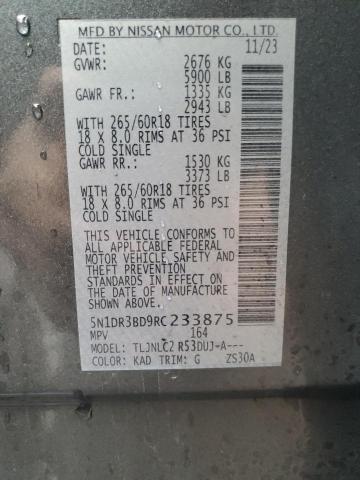 MFD BY NISSAN MOTOR CO., LTD.
DATE: 11/23
GVWR: 2676 KG
5900 LB
GAWR FR.: 1335 KG
2943 LB
WITH 265/60R18 TIRES
18 X 8.0 RIMS AT 36 PSI
COLD SINGLE
GAWR RR.: 1530 KG
3373 LB
WITH 265/60R18 TIRES
18 X 8.0 RIMS AT 36 PSI
COLD SINGLE
THIS VEHICLE CONFORMS TO
ALL APPLICABLE FEDERAL
MOTOR VEHICLE SAFETY AND
THEFT PREVENTION
STANDARDS IN EFFECT ON
THE DATE OF MANUFACTURE
SHOWN ABOVE.
5N1DR3BD9RC233875
MPV 164
MODEL: TLJNLC2 R53DUJ-A---
COLOR: KAD TRIM: G ZS30A